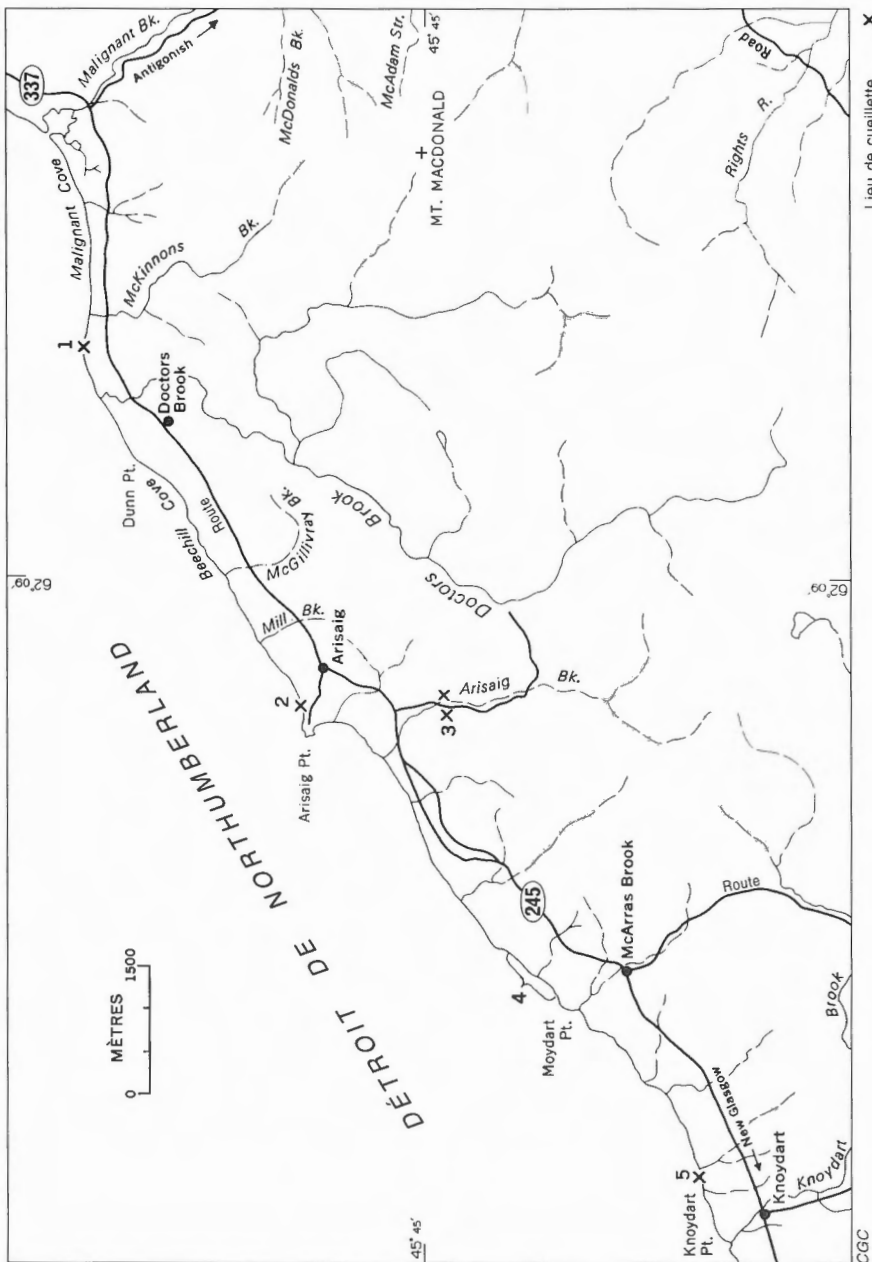 337
Malignant Bk.
Antigonish
Malignant Cove
McKinnons
Bk.
McDonalds Bk.
McAdam Str.
45° 45'
MT. MACDONALD
Road
Rights R.
1
Doctors
Brook
Dunn Pt.
Beechill Cove
Route
McGillivray
Bk.
Doctors
Brook
62° 09'
62° 09'
Mill Bk.
Arisaig
2
Arisaig Pt.
3
Arisaig
Bk.
DÉTROIT DE NORTHUMBERLAND
MÈTRES
0 1500
245
McArras Brook
Route
4
Moydart
Pt.
Brook
New Glasgow
5
Knoydart
Pt.
Knoydart
Knoydart
45° 45'
CGC
Lieu de cueillette X